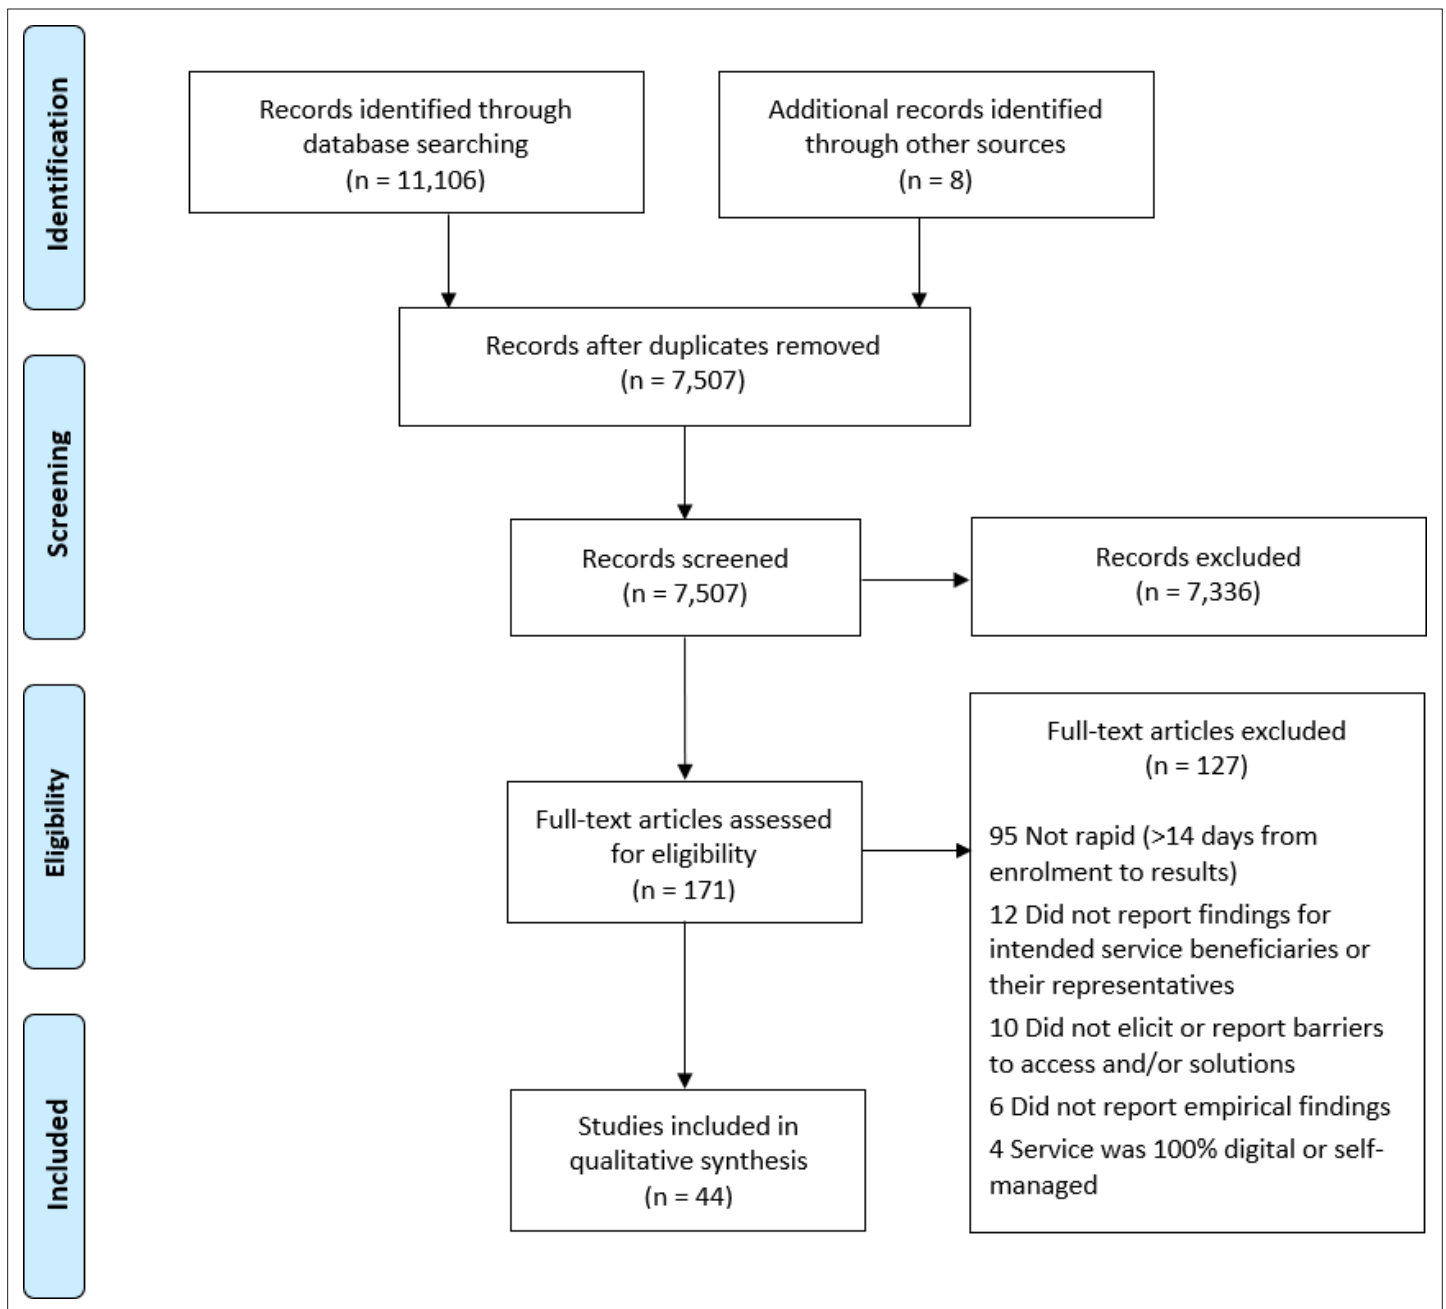 Identification
Records identified through
database searching
(n = 11,106)
Additional records identified
through other sources
(n = 8)
Records after duplicates removed
(n = 7,507)
Screening
Records screened
(n = 7,507)
Records excluded
(n = 7,336)
Eligibility
Full-text articles assessed
for eligibility
(n = 171)
Full-text articles excluded
(n = 127)
95 Not rapid (>14 days from
enrolment to results)
12 Did not report findings for
intended service beneficiaries or
their representatives
10 Did not elicit or report barriers
to access and/or solutions
6 Did not report empirical findings
4 Service was 100% digital or self-
managed
Included
Studies included in
qualitative synthesis
(n = 44)